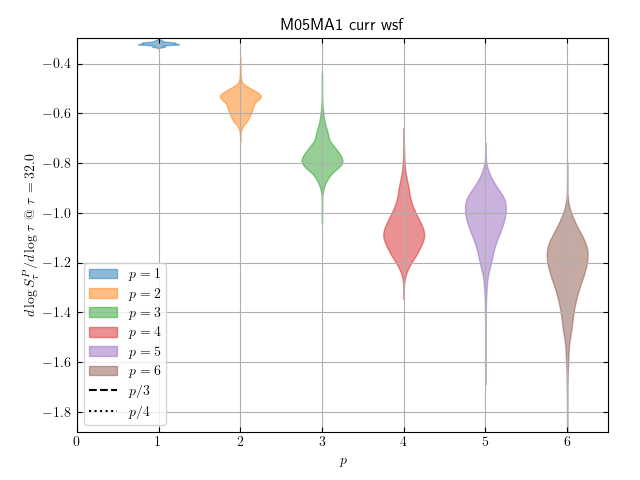 M05MA1 curr wsf
d log S_τ^P / d log τ @ τ = 32.0
−0.4
−0.6
−0.8
−1.0
−1.2
−1.4
−1.6
−1.8
p = 1
p = 2
p = 3
p = 4
p = 5
p = 6
p/3
p/4
0 1 2 3 4 5 6
p